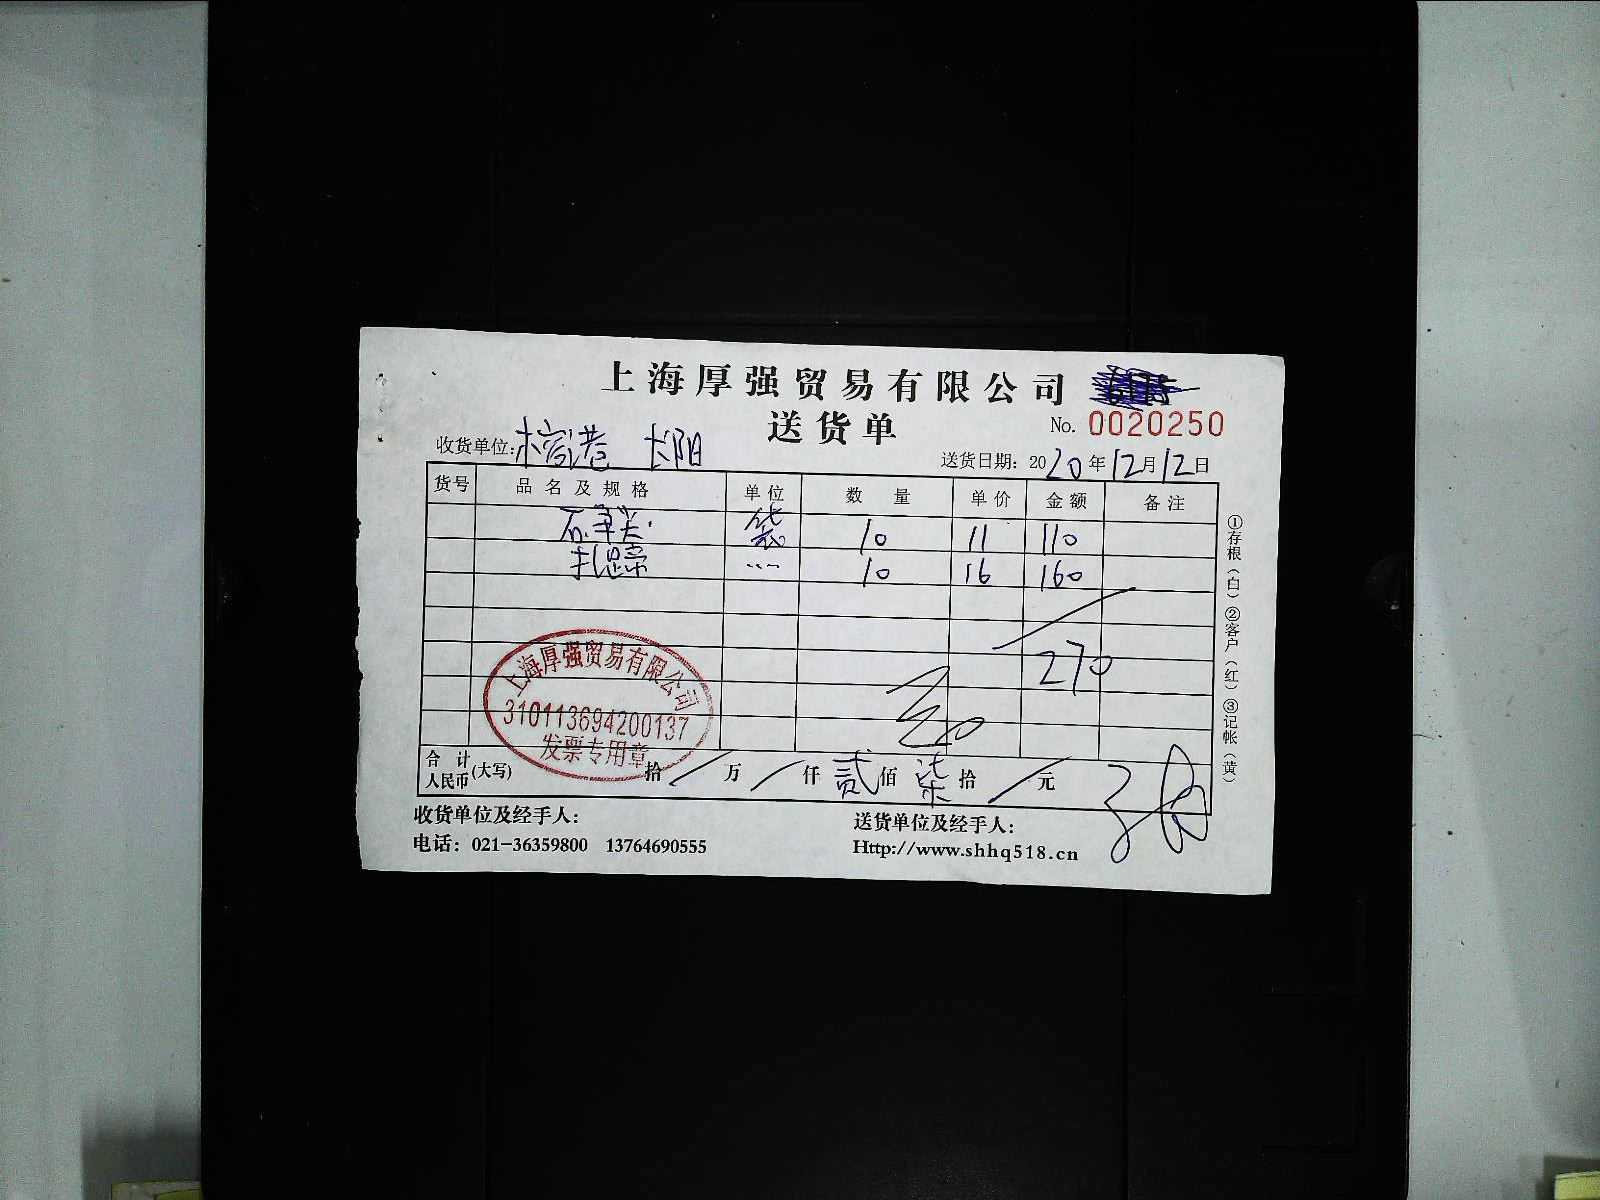 上海厚强贸易有限公司
送货单
No. 0020250
收货单位: 港 长阳
送货日期: 2020年12月12日
货号 品名及规格 单位 数量 单价 金额 备注
袋 10 11 110
10 16 160
270
上海厚强贸易有限公司
310113694200137
发票专用章
合计人民币(大写) 拾/万/仟贰佰柒拾/元
收货单位及经手人:
送货单位及经手人:
电话: 021-36359800 13764690555
Http://www.shhq518.cn
①存根(白)②客户(红)③记帐(黄)